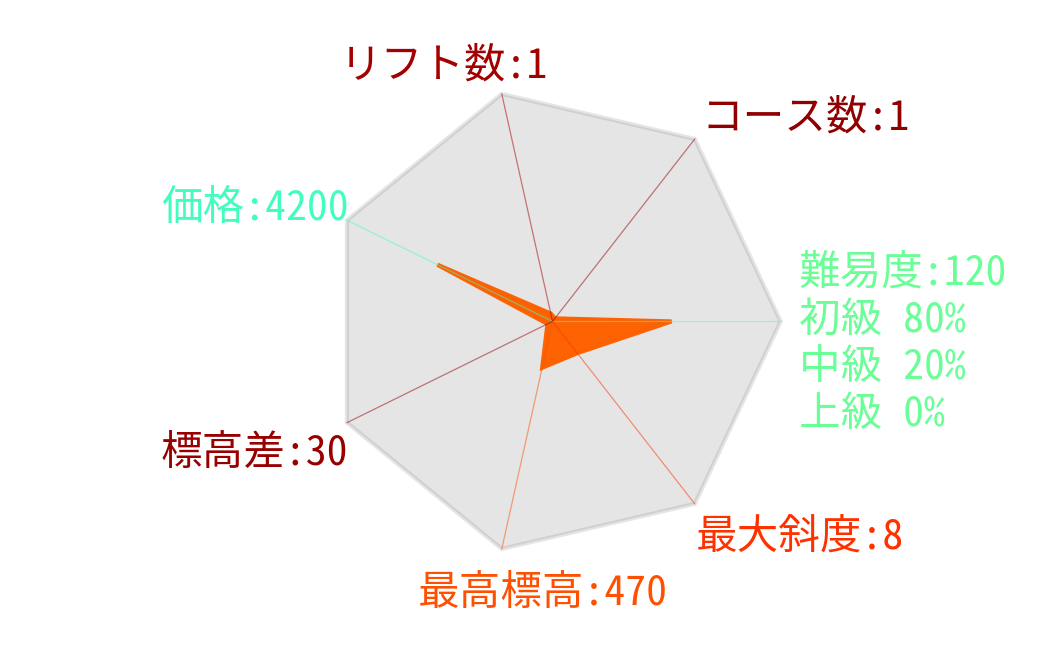 リフト数:1
コース数:1
価格:4200
難易度:120
初級 80%
中級 20%
上級 0%
標高差:30
最大斜度:8
最高標高:470